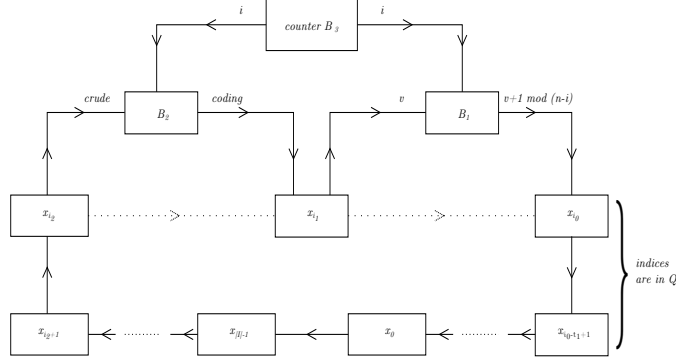 i
i
counter B₃
crude
coding
v
v+1 mod (n-i)
B₂
B₁
x_{i₂}
x_{i₁}
x_{i₀}
indices
are in Q
x_{i₂+1}
x_{|I|-1}
x₀
x_{i₀-t₁+1}